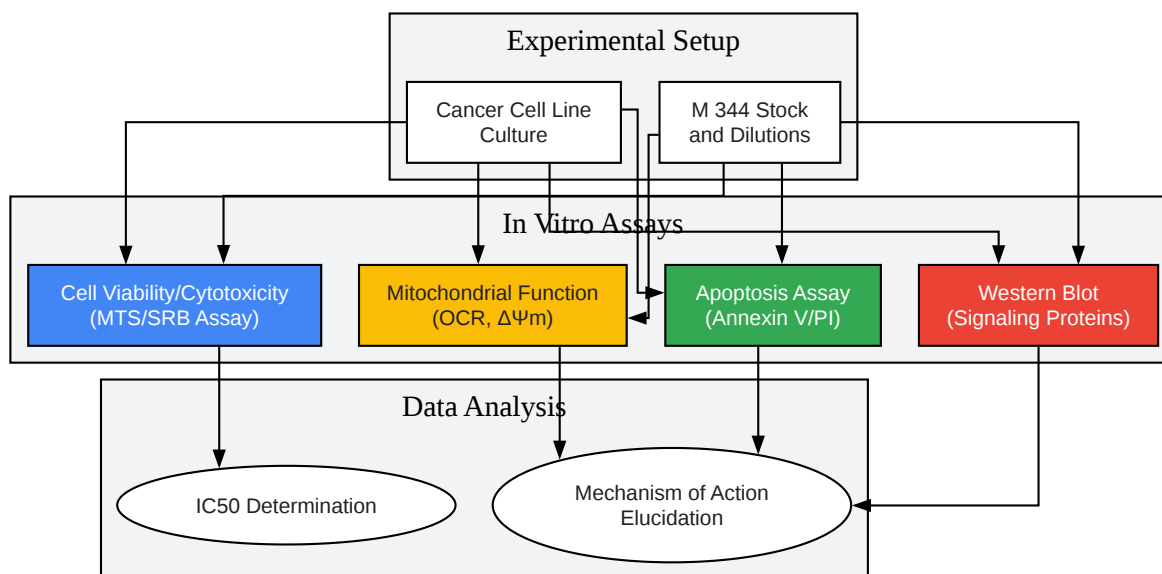 Experimental Setup
Cancer Cell Line
Culture
M 344 Stock
and Dilutions
In Vitro Assays
Cell Viability/Cytotoxicity
(MTS/SRB Assay)
Mitochondrial Function
(OCR, ΔΨm)
Apoptosis Assay
(Annexin V/PI)
Western Blot
(Signaling Proteins)
Data Analysis
IC50 Determination
Mechanism of Action
Elucidation